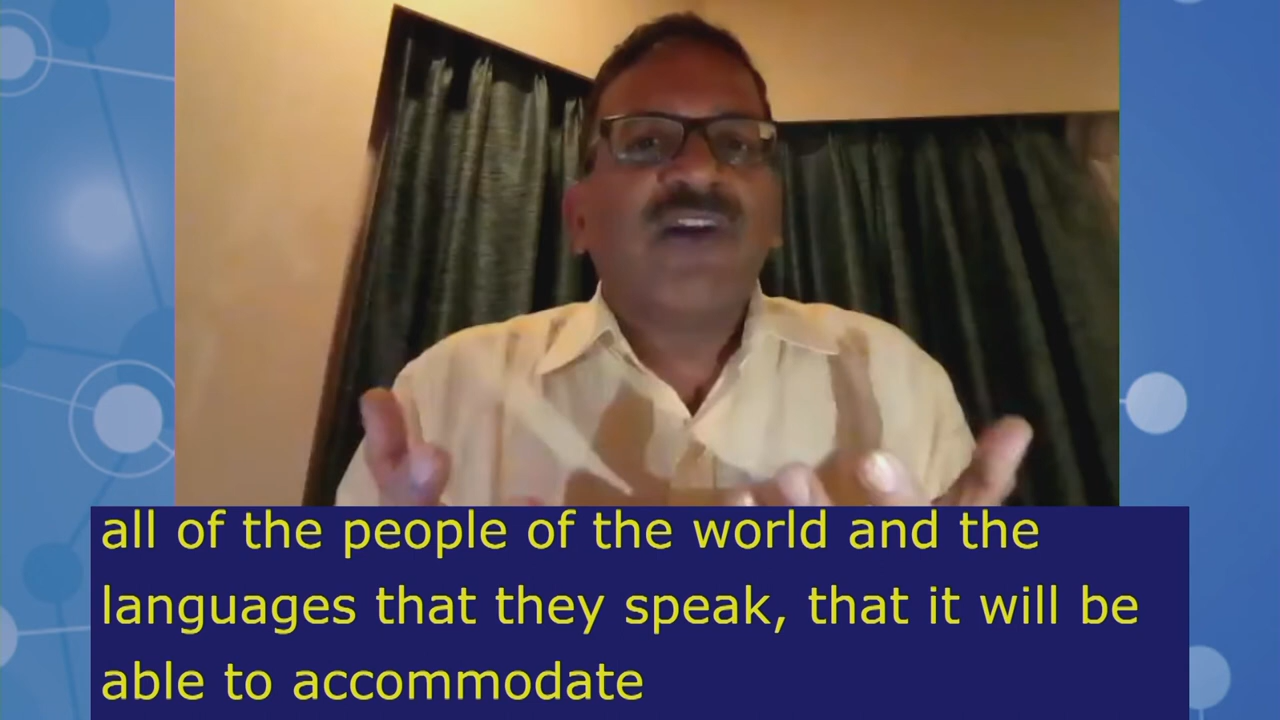 all of the people of the world and the
languages that they speak, that it will be
able to accommodate